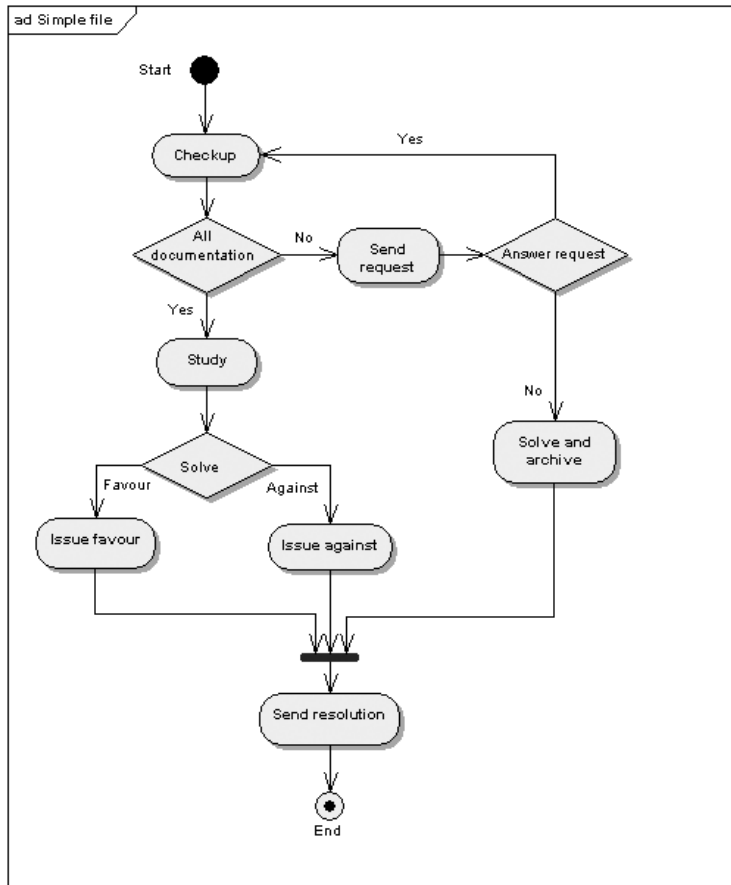 ad Simple file
Start
Yes
Checkup
All
documentation
No
Send
request
Answer request
Yes
Study
No
Solve and
archive
Solve
Favour
Against
Issue favour
Issue against
Send resolution
End